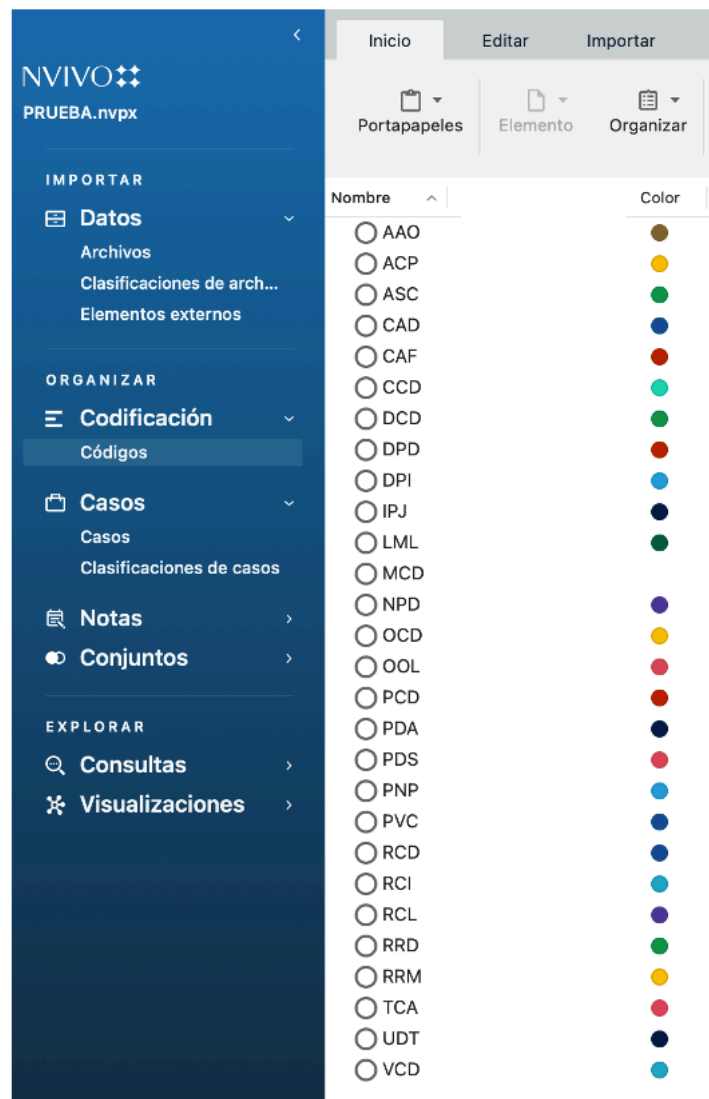 NVIVO
PRUEBA.nvpx
IMPORTAR
Datos
Archivos
Clasificaciones de arch...
Elementos externos
ORGANIZAR
Codificación
Códigos
Casos
Casos
Clasificaciones de casos
Notas
Conjuntos
EXPLORAR
Consultas
Visualizaciones
Inicio Editar Importar
Portapapeles Elemento Organizar
Nombre Color
AAO
ACP
ASC
CAD
CAF
CCD
DCD
DPD
DPI
IPJ
LML
MCD
NPD
OCD
OOL
PCD
PDA
PDS
PNP
PVC
RCD
RCI
RCL
RRD
RRM
TCA
UDT
VCD